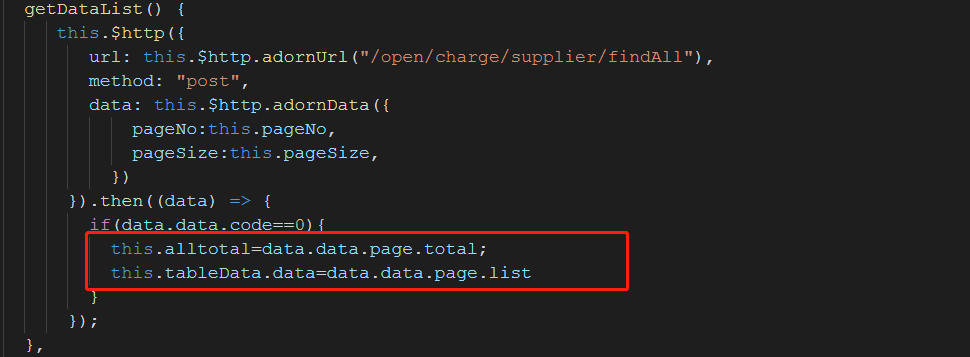 getDataList() {
this.$http({
url: this.$http.adornUrl("/open/charge/supplier/findAll"),
method: "post",
data: this.$http.adornData({
pageNo:this.pageNo,
pageSize:this.pageSize,
})
}).then((data) => {
if(data.data.code==0){
this.alltotal=data.data.page.total;
this.tableData.data=data.data.page.list
}
});
},